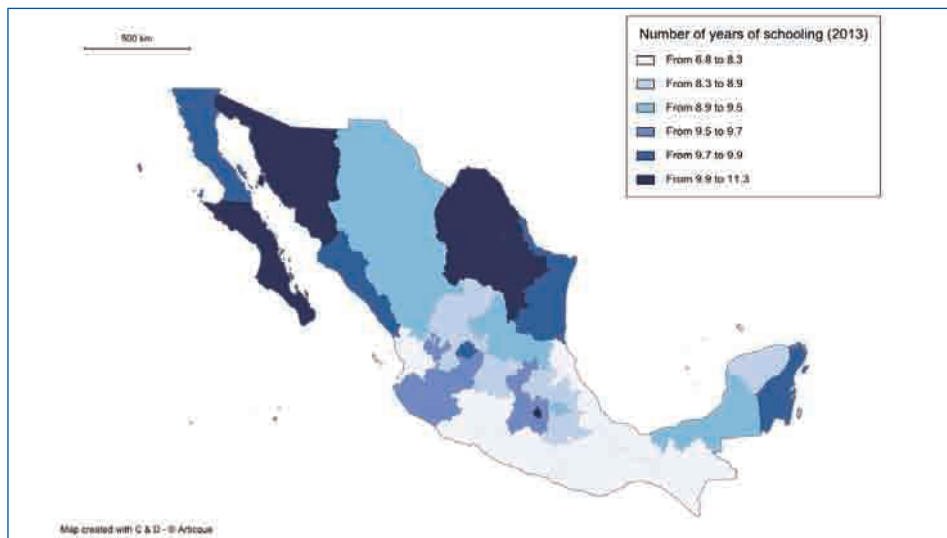 500 km
Number of years of schooling (2013)
From 6.8 to 8.3
From 8.3 to 8.9
From 8.9 to 9.5
From 9.5 to 9.7
From 9.7 to 9.9
From 9.9 to 11.3
Map created with C & D - © Articque